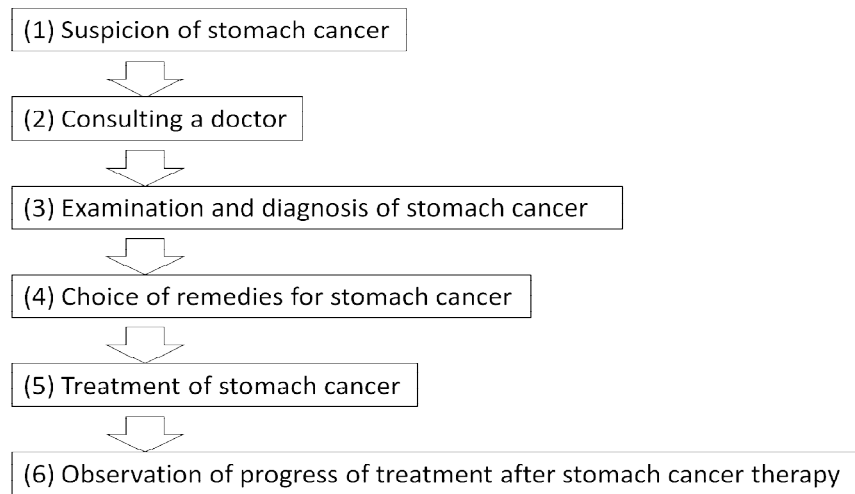 (1) Suspicion of stomach cancer
(2) Consulting a doctor
(3) Examination and diagnosis of stomach cancer
(4) Choice of remedies for stomach cancer
(5) Treatment of stomach cancer
(6) Observation of progress of treatment after stomach cancer therapy